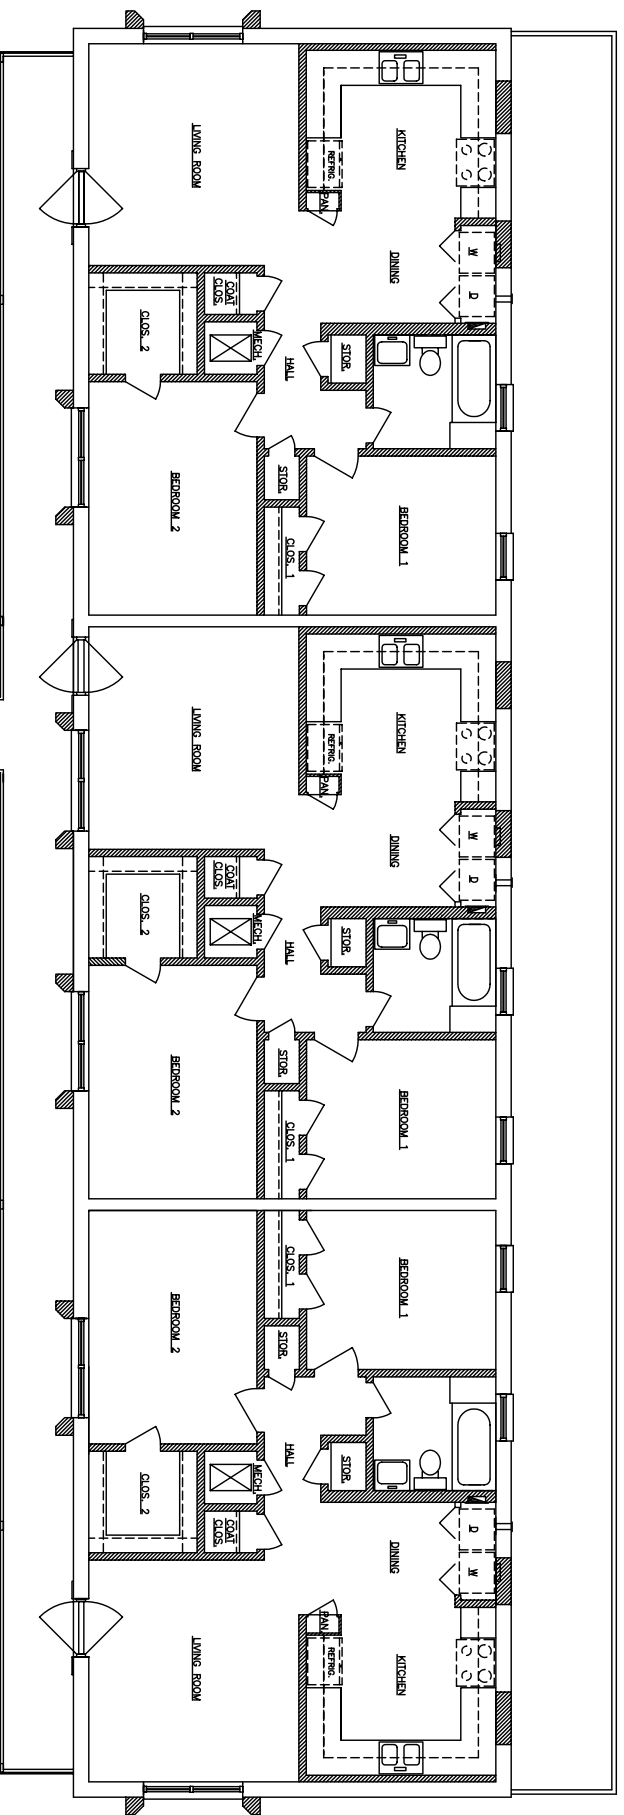 LIVING ROOM
KITCHEN
REFRIG.
PAN.
DINING
W
D
COAT
CLOS.
CLOS. 2
MECH.
HALL
STOR.
BEDROOM 2
STOR.
CLOS. 1
BEDROOM 1
LIVING ROOM
KITCHEN
REFRIG.
PAN.
DINING
W
D
COAT
CLOS.
CLOS. 2
MECH.
HALL
STOR.
BEDROOM 2
STOR.
CLOS. 1
BEDROOM 1
CLOS. 1
BEDROOM 1
BEDROOM 2
STOR.
HALL
STOR.
MECH.
CLOS. 2
COAT
CLOS.
D
W
DINING
PAN.
REFRIG.
KITCHEN
LIVING ROOM